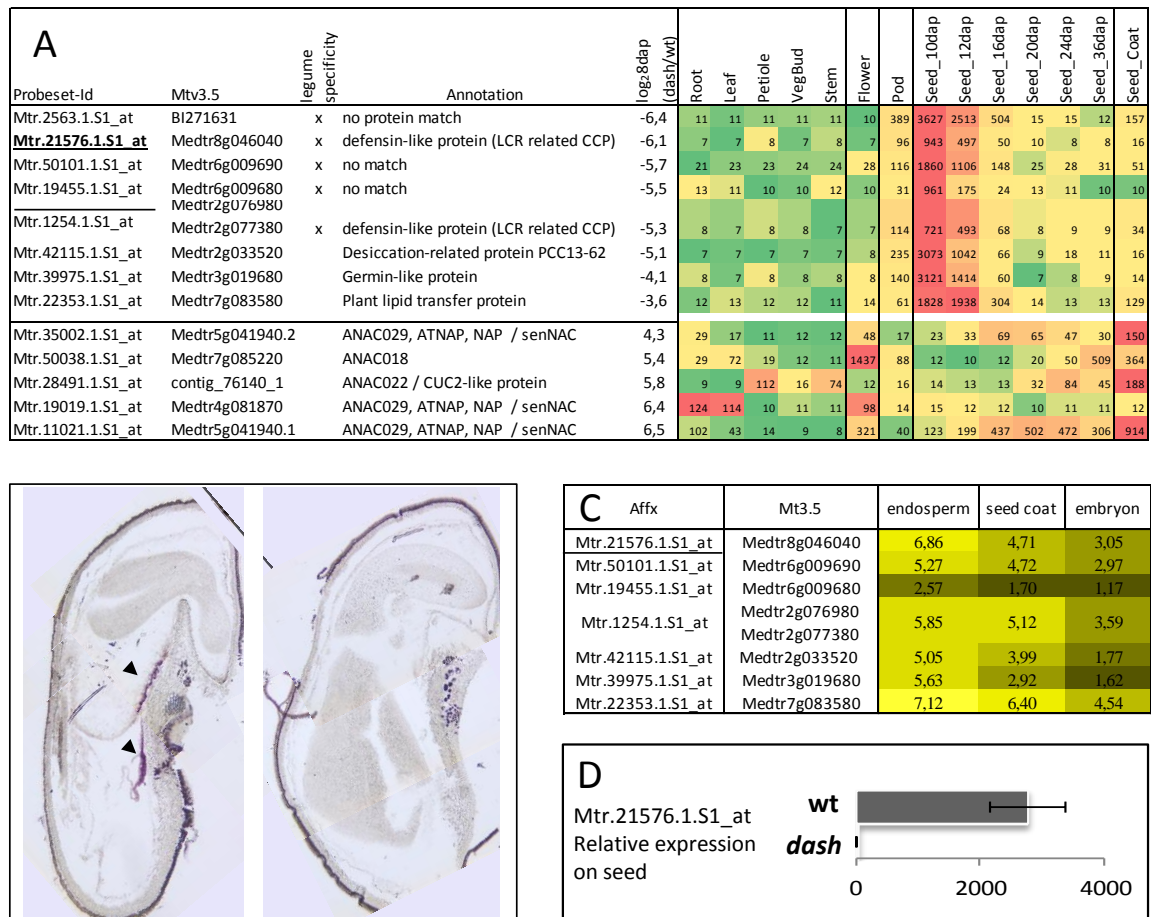 A
Probeset-Id Mtv3.5 legume specificity Annotation log₂8dap (dash/wt) Root Leaf Petiole VegBud Stem Flower Pod Seed_10dap Seed_12dap Seed_16dap Seed_20dap Seed_24dap Seed_36dap Seed_Coat
Mtr.2563.1.S1_at BI271631 x no protein match -6,4 11 11 11 11 11 10 389 3627 2513 504 15 15 12 157
Mtr.21576.1.S1_at Medtr8g046040 x defensin-like protein (LCR related CCP) -6,1 7 7 8 7 8 7 96 943 497 50 10 8 8 16
Mtr.50101.1.S1_at Medtr6g009690 x no match -5,7 21 23 23 24 24 28 116 1860 1106 148 25 28 31 51
Mtr.19455.1.S1_at Medtr6g009680 x no match -5,5 13 11 10 10 12 10 31 961 175 24 13 11 10 10
Medtr2g076980
Mtr.1254.1.S1_at Medtr2g077380 x defensin-like protein (LCR related CCP) -5,3 8 7 8 8 7 7 114 721 493 68 8 9 9 34
Mtr.42115.1.S1_at Medtr2g033520 Desiccation-related protein PCC13-62 -5,1 7 7 7 7 7 8 235 3073 1042 66 9 18 11 16
Mtr.39975.1.S1_at Medtr3g019680 Germin-like protein -4,1 8 7 8 8 7 8 140 3121 1414 60 7 8 9 14
Mtr.22353.1.S1_at Medtr7g083580 Plant lipid transfer protein -3,6 12 13 12 12 11 14 61 1828 1938 304 14 13 13 129
Mtr.35002.1.S1_at Medtr5g041940.2 ANAC029, ATNAP, NAP / senNAC 4,3 29 17 11 12 12 48 17 23 33 69 65 47 30 150
Mtr.50038.1.S1_at Medtr7g085220 ANAC018 5,4 29 72 19 12 11 1437 88 12 10 12 20 50 509 364
Mtr.28491.1.S1_at contig_76140_1 ANAC022 / CUC2-like protein 5,8 9 9 112 16 74 12 16 14 13 13 32 84 45 188
Mtr.19019.1.S1_at Medtr4g081870 ANAC029, ATNAP, NAP / senNAC 6,4 124 114 10 11 11 98 14 15 12 12 10 11 11 12
Mtr.11021.1.S1_at Medtr5g041940.1 ANAC029, ATNAP, NAP / senNAC 6,5 102 43 14 9 8 321 40 123 199 437 502 472 306 914
C
Affx Mt3.5 endosperm seed coat embryon
Mtr.21576.1.S1_at Medtr8g046040 6,86 4,71 3,05
Mtr.50101.1.S1_at Medtr6g009690 5,27 4,72 2,97
Mtr.19455.1.S1_at Medtr6g009680 2,57 1,70 1,17
Medtr2g076980
Mtr.1254.1.S1_at 5,85 5,12 3,59
Medtr2g077380
Mtr.42115.1.S1_at Medtr2g033520 5,05 3,99 1,77
Mtr.39975.1.S1_at Medtr3g019680 5,63 2,92 1,62
Mtr.22353.1.S1_at Medtr7g083580 7,12 6,40 4,54
D
Mtr.21576.1.S1_at
Relative expression
on seed
wt
dash
0 2000 4000